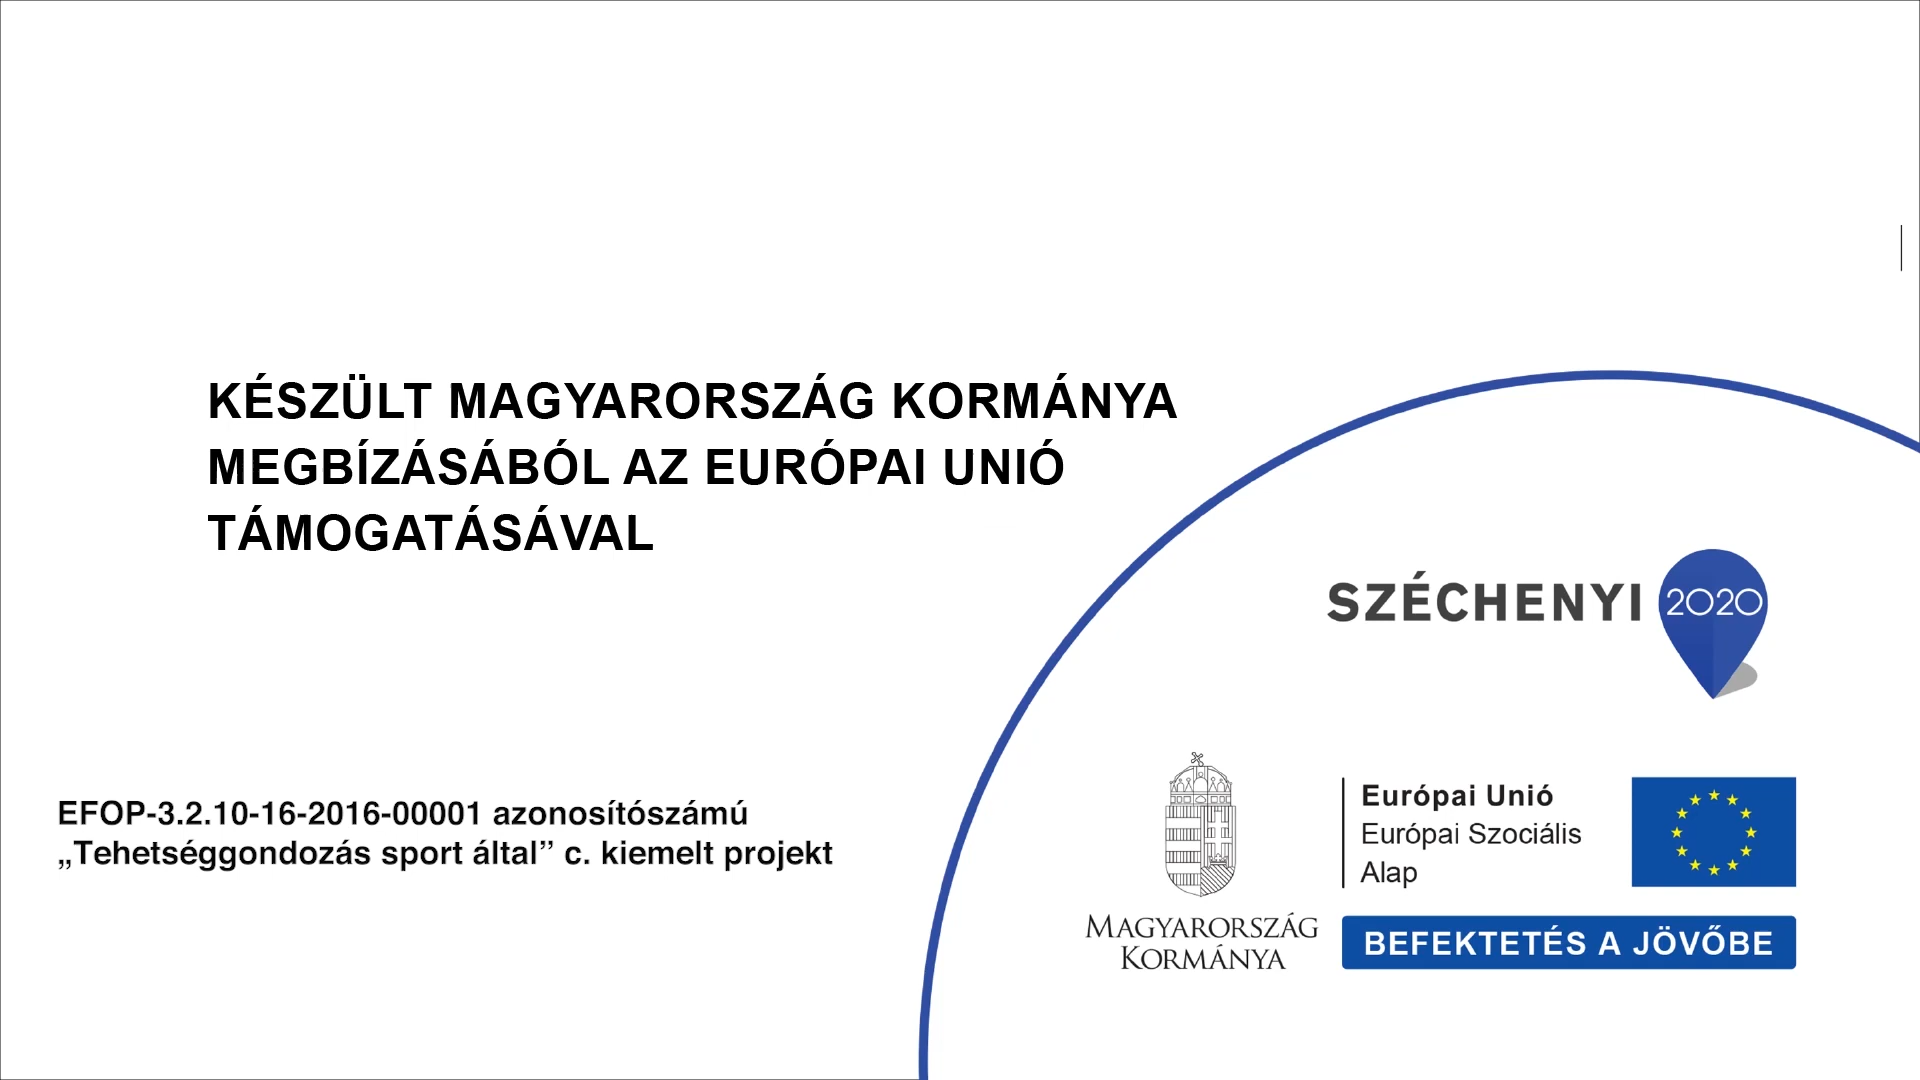 KÉSZÜLT MAGYARORSZÁG KORMÁNYA
MEGBÍZÁSÁBÓL AZ EURÓPAI UNIÓ
TÁMOGATÁSÁVAL
EFOP-3.2.10-16-2016-00001 azonosítószámú
„Tehetséggondozás sport által” c. kiemelt projekt
SZÉCHENYI 2020
MAGYARORSZÁG
KORMÁNYA
Európai Unió
Európai Szociális
Alap
BEFEKTETÉS A JÖVŐBE